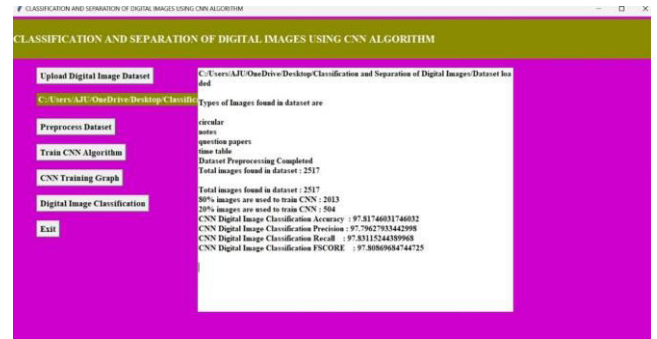 CLASSIFICATION AND SEPARATION OF DIGITAL IMAGES USING CNN ALGORITHM
CLASSIFICATION AND SEPARATION OF DIGITAL IMAGES USING CNN ALGORITHM
Upload Digital Image Dataset
C:/Users/AJU/OneDrive/Desktop/Classific
Preprocess Dataset
Train CNN Algorithm
CNN Training Graph
Digital Image Classification
Exit
C:/Users/AJU/OneDrive/Desktop/Classification and Separation of Digital Images/Dataset loa
ded
Types of Images found in dataset are
circular
notes
question papers
time table
Dataset Preprocessing Completed
Total images found in dataset : 2517
Total images found in dataset : 2517
80% images are used to train CNN : 2013
20% images are used to train CNN : 504
CNN Digital Image Classification Accuracy : 97.81746031746032
CNN Digital Image Classification Precision : 97.79627933442998
CNN Digital Image Classification Recall : 97.83115244389968
CNN Digital Image Classification FSCORE : 97.80869684744725